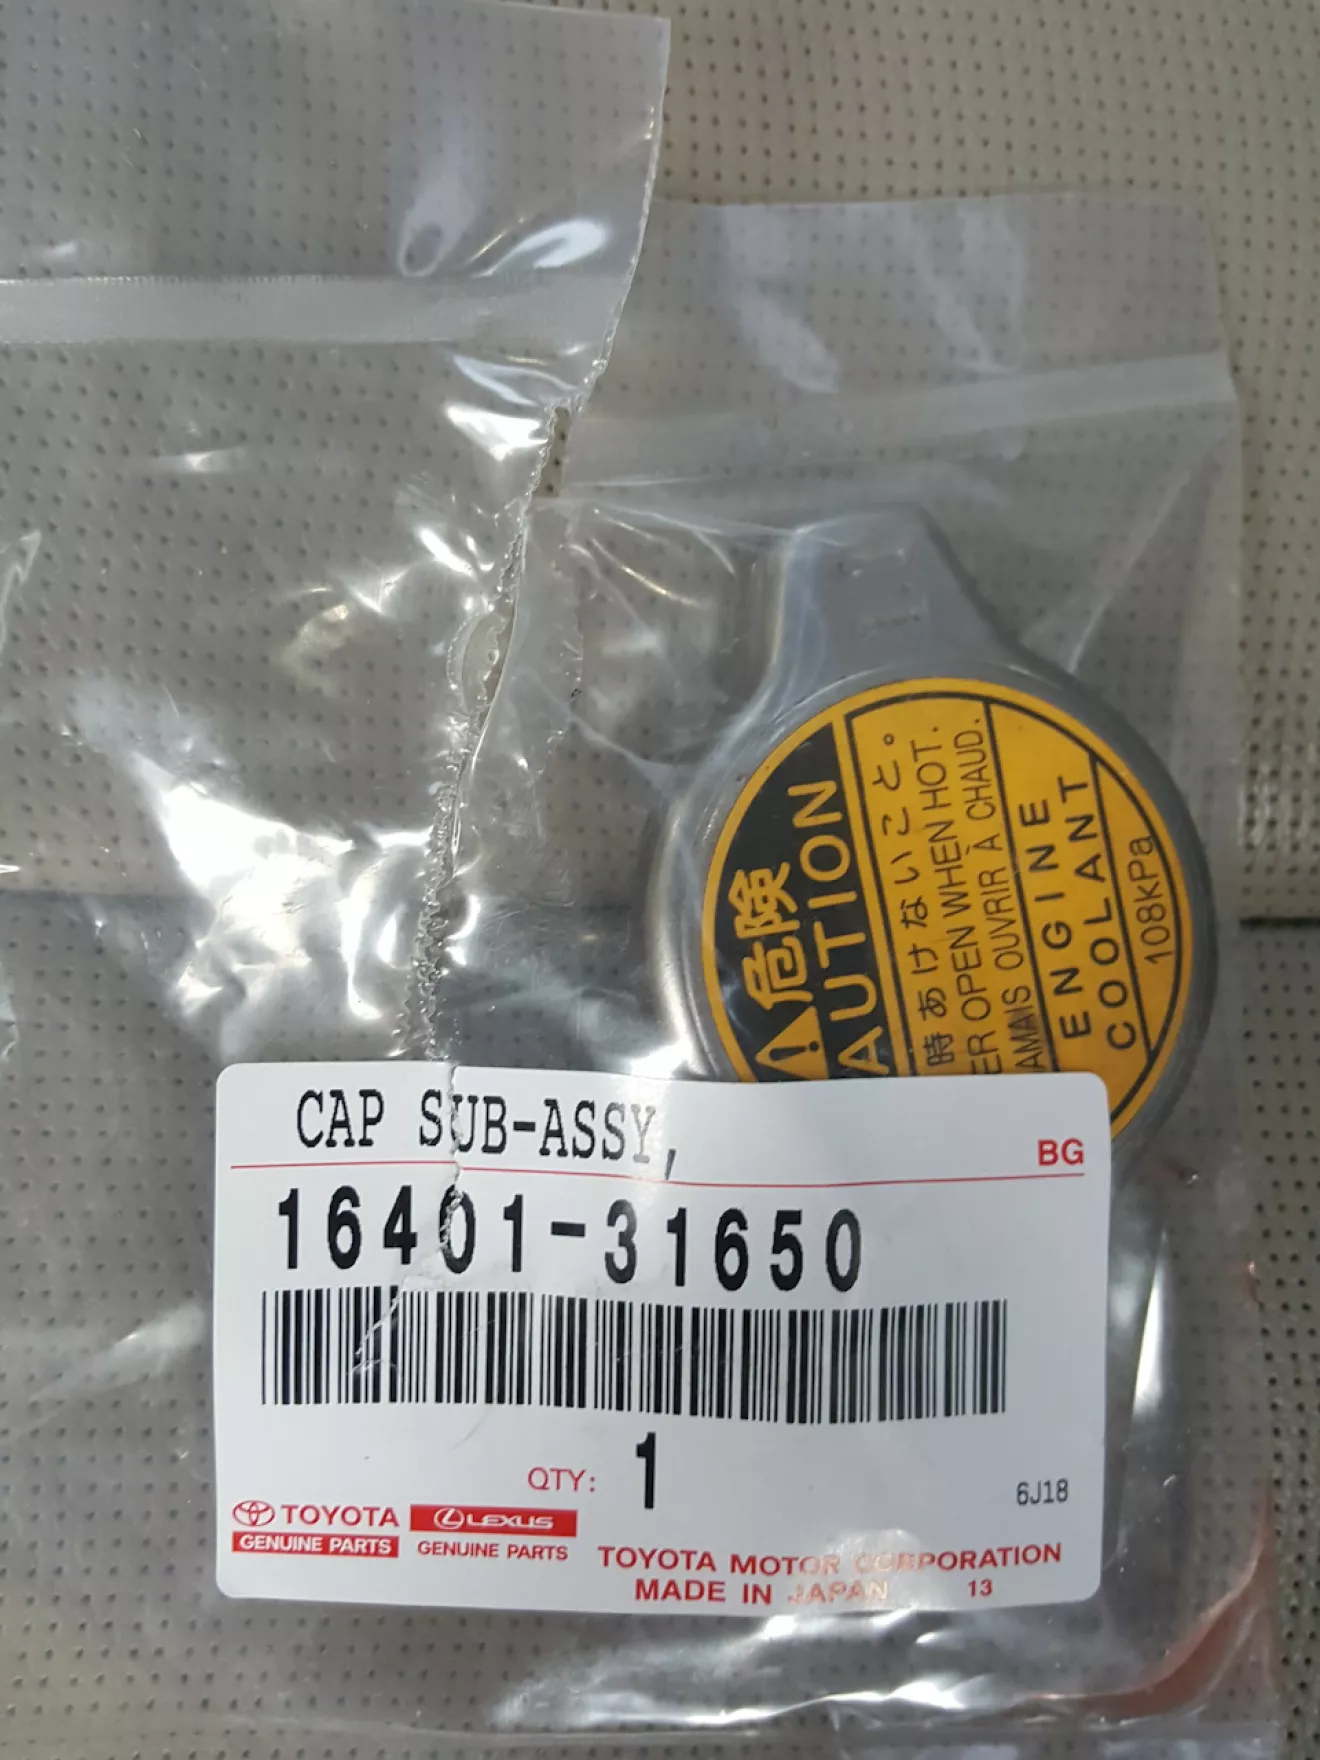 危険
AUTION
時あけないこと。
ER OPEN WHEN HOT.
AMAIS OUVRIR À CHAUD.
ENGINE
COOLANT
108kPa
CAP SUB-ASSY,
BG
16401-31650
QTY: 1
6J18
TOYOTA
GENUINE PARTS
LEXUS
GENUINE PARTS
TOYOTA MOTOR CORPORATION
MADE IN JAPAN 13